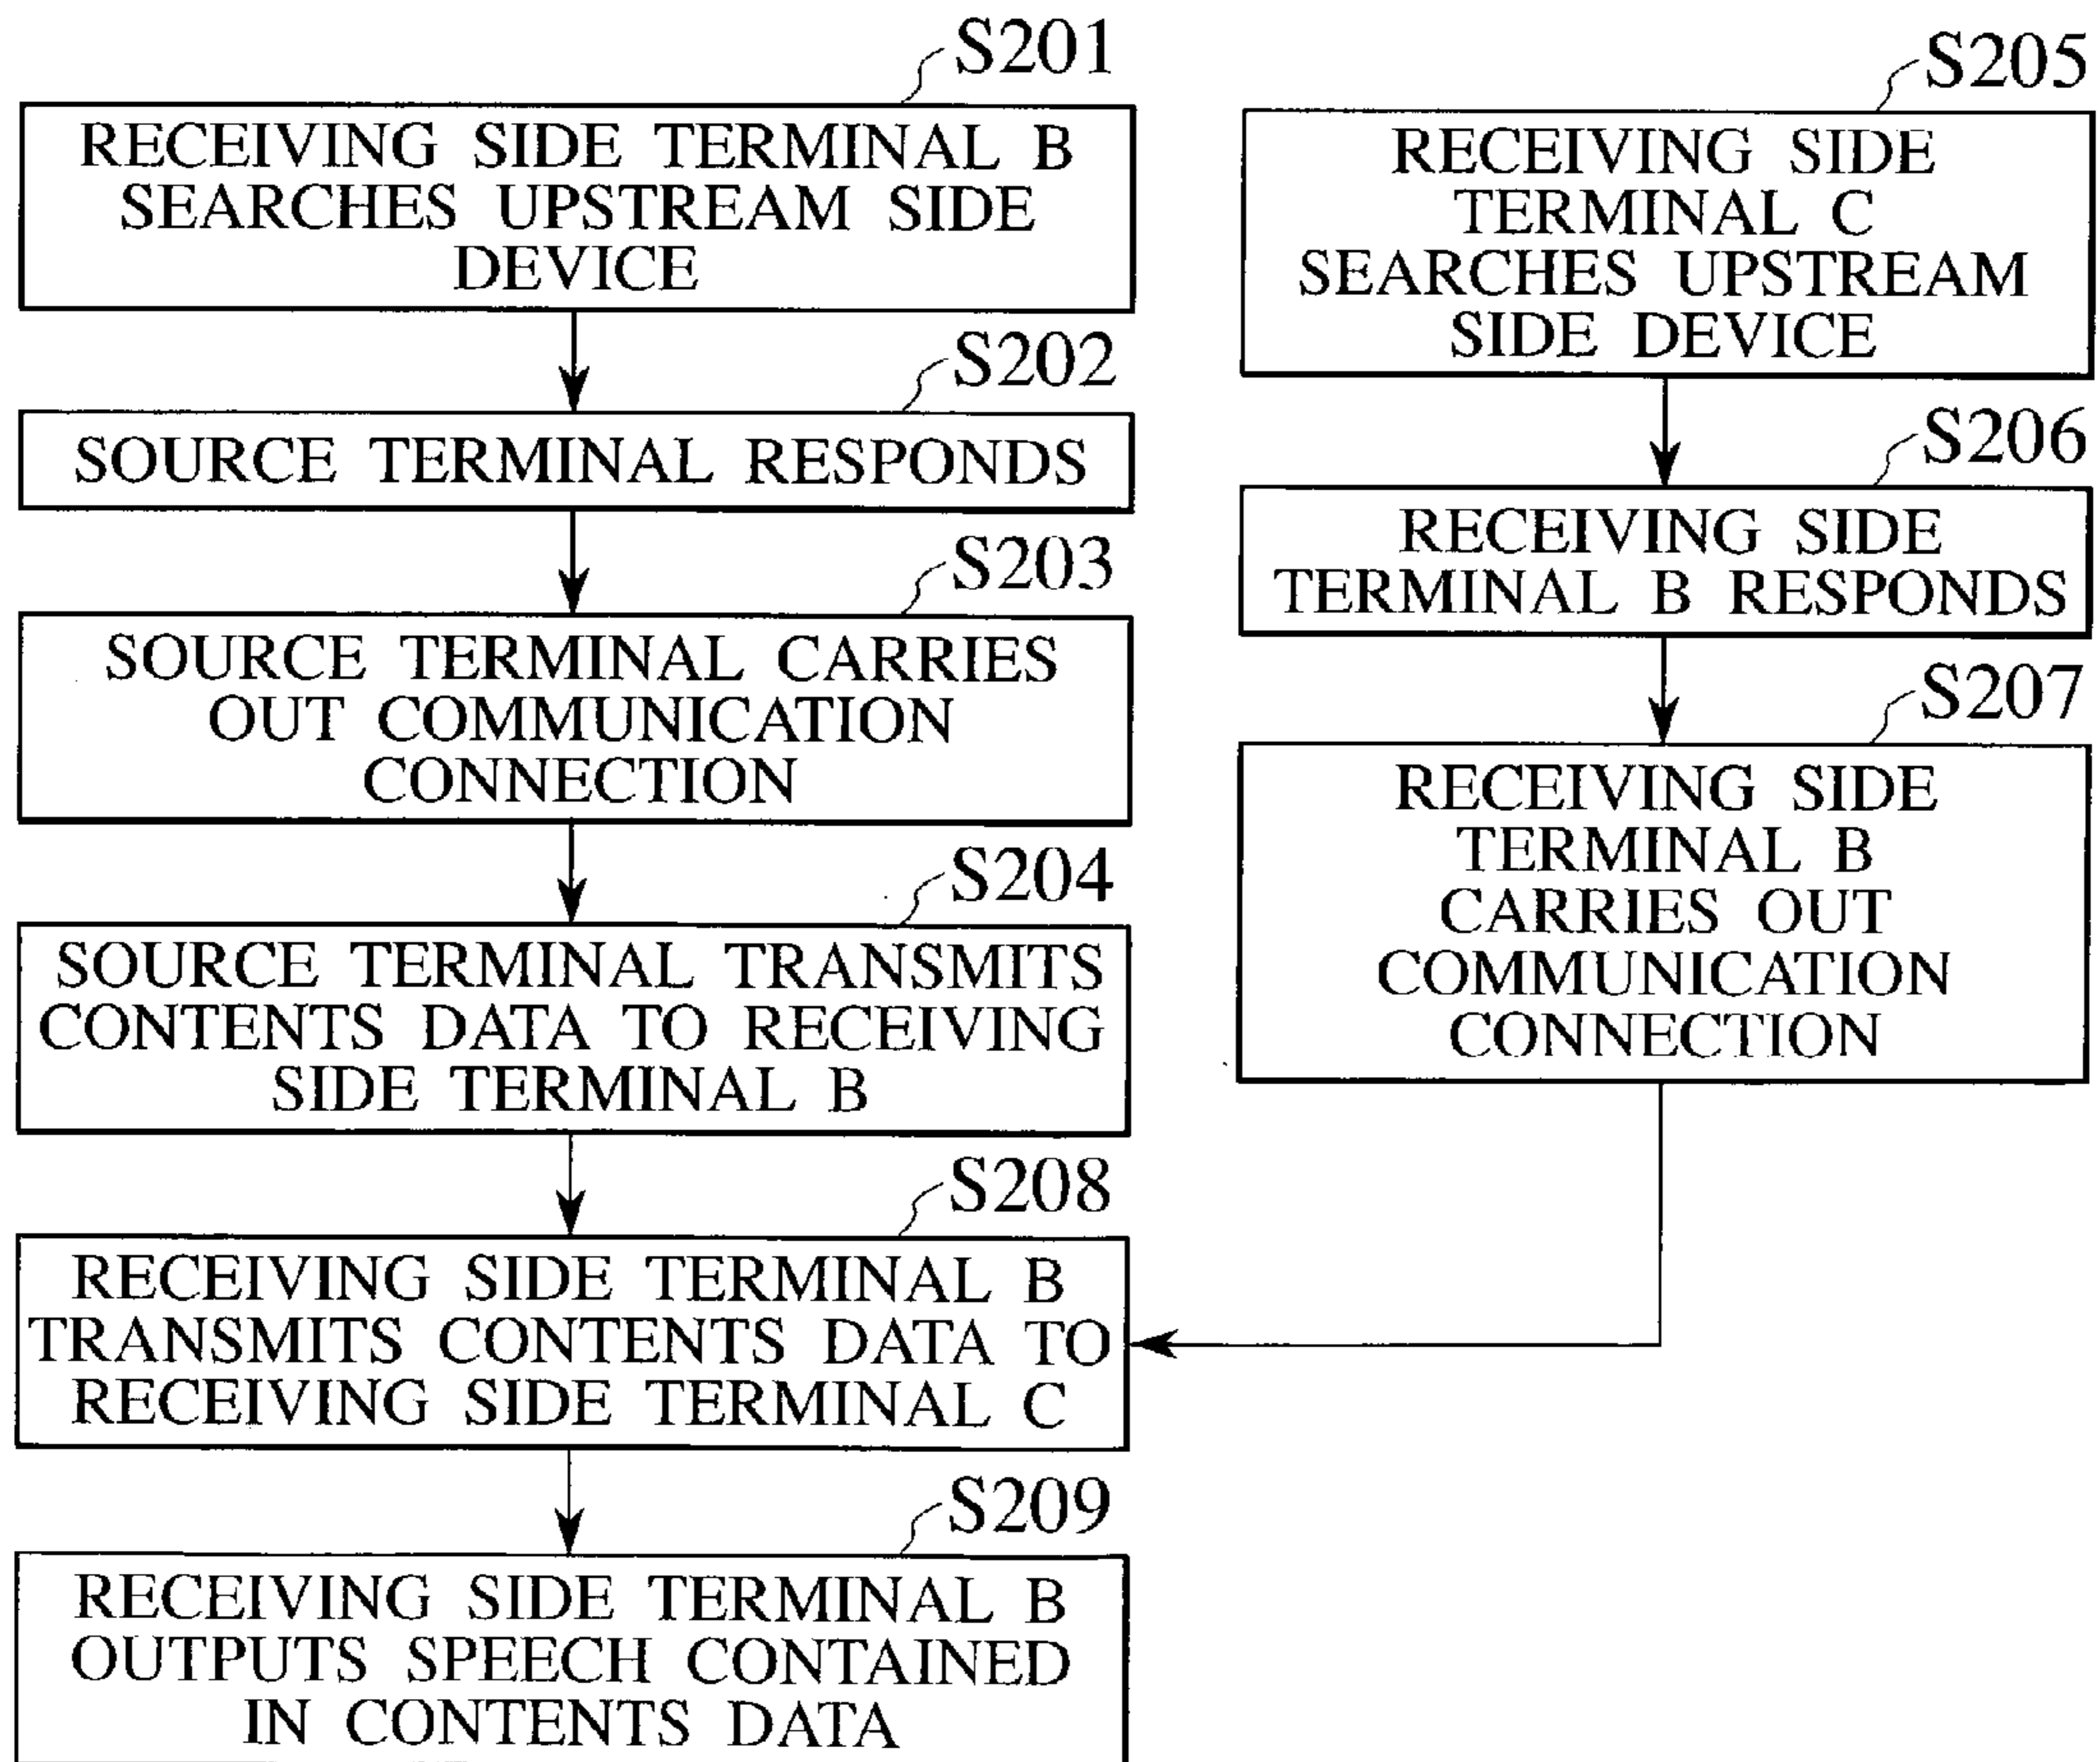 S201
RECEIVING SIDE TERMINAL B
SEARCHES UPSTREAM SIDE
DEVICE
S202
SOURCE TERMINAL RESPONDS
S203
SOURCE TERMINAL CARRIES
OUT COMMUNICATION
CONNECTION
S204
SOURCE TERMINAL TRANSMITS
CONTENTS DATA TO RECEIVING
SIDE TERMINAL B
S205
RECEIVING SIDE
TERMINAL C
SEARCHES UPSTREAM
SIDE DEVICE
S206
RECEIVING SIDE
TERMINAL B RESPONDS
S207
RECEIVING SIDE
TERMINAL B
CARRIES OUT
COMMUNICATION
CONNECTION
S208
RECEIVING SIDE TERMINAL B
TRANSMITS CONTENTS DATA TO
RECEIVING SIDE TERMINAL C
S209
RECEIVING SIDE TERMINAL B
OUTPUTS SPEECH CONTAINED
IN CONTENTS DATA